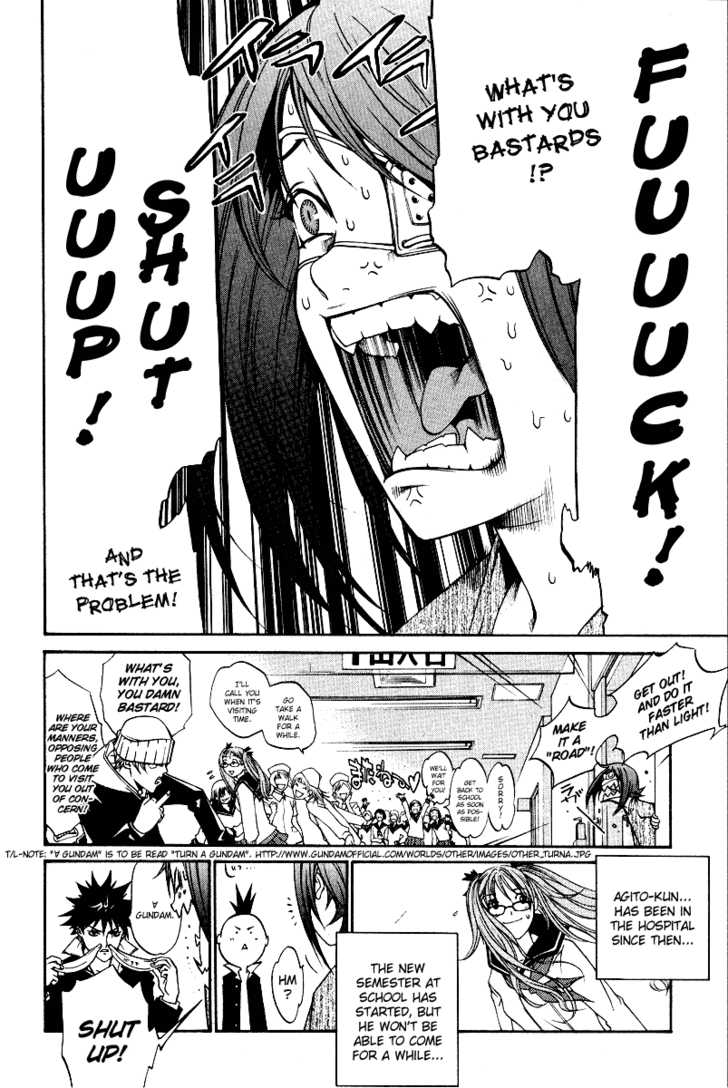 FUUUUCK!
WHAT'S
WITH YOU
BASTARDS
!?
SHUT
UUUP!
AND
THAT'S THE
PROBLEM!
GET OUT!
AND DO IT
FASTER
THAN LIGHT!
MAKE
IT A
"ROAD"!
SORRY!
GET
BACK TO
SCHOOL
AS SOON
AS POS-
SIBLE!
WE'LL
WAIT
FOR
YOU!
GO
TAKE A
WALK
FOR A
WHILE.
I'LL
CALL YOU
WHEN IT'S
VISITING
TIME.
WHAT'S
WITH YOU,
YOU DAMN
BASTARD!
WHERE
ARE YOUR
MANNERS,
OPPOSING
PEOPLE
WHO COME
TO VISIT
YOU OUT
OF CON-
CERN!
T/L-NOTE: "∀ GUNDAM" IS TO BE READ "TURN A GUNDAM". HTTP://WWW.GUNDAMOFFICIAL.COM/WORLDS/OTHER/IMAGES/OTHER_TURNA.JPG
AGITO-KUN...
...HAS BEEN IN
THE HOSPITAL
SINCE THEN...
THE NEW
SEMESTER AT
SCHOOL HAS
STARTED, BUT
HE WON'T BE
ABLE TO COME
FOR A WHILE...
HM
?
∀
GUNDAM.
SHUT
UP!